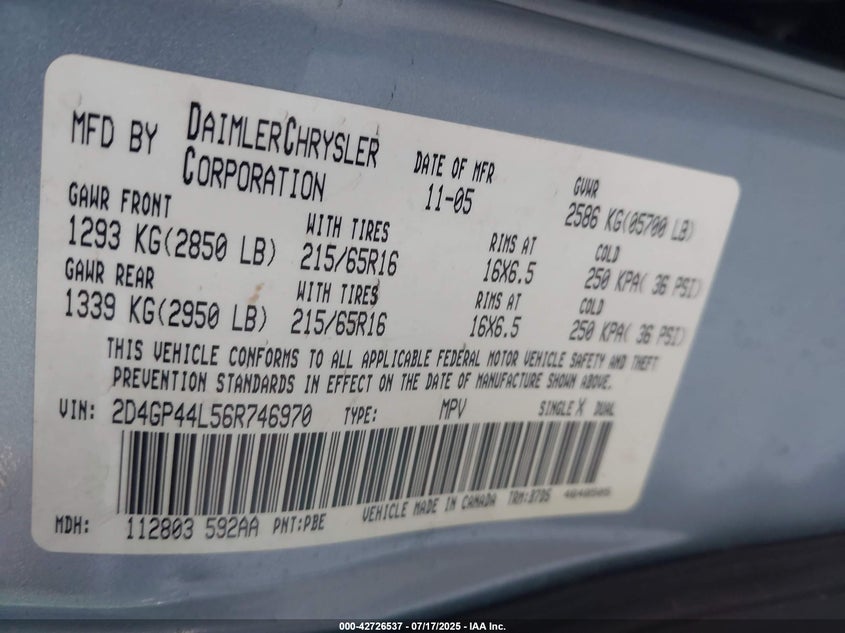 MFD BY DAIMLERCHRYSLER CORPORATION DATE OF MFR 11-05 GVWR 2586 KG(05700 LB)
GAWR FRONT WITH TIRES RIMS AT COLD
1293 KG(2850 LB) 215/65R16 16X6.5 250 KPA( 36 PSI)
GAWR REAR WITH TIRES RIMS AT COLD
1339 KG(2950 LB) 215/65R16 16X6.5 250 KPA( 36 PSI)
THIS VEHICLE CONFORMS TO ALL APPLICABLE FEDERAL MOTOR VEHICLE SAFETY AND THEFT
PREVENTION STANDARDS IN EFFECT ON THE DATE OF MANUFACTURE SHOWN ABOVE.
VIN: 2D4GP44L56R746970 TYPE: MPV SINGLE X DUAL
MDH: 112803 592AA PNT:PBE VEHICLE MADE IN CANADA
000-42726537 - 07/17/2025 - IAA Inc.